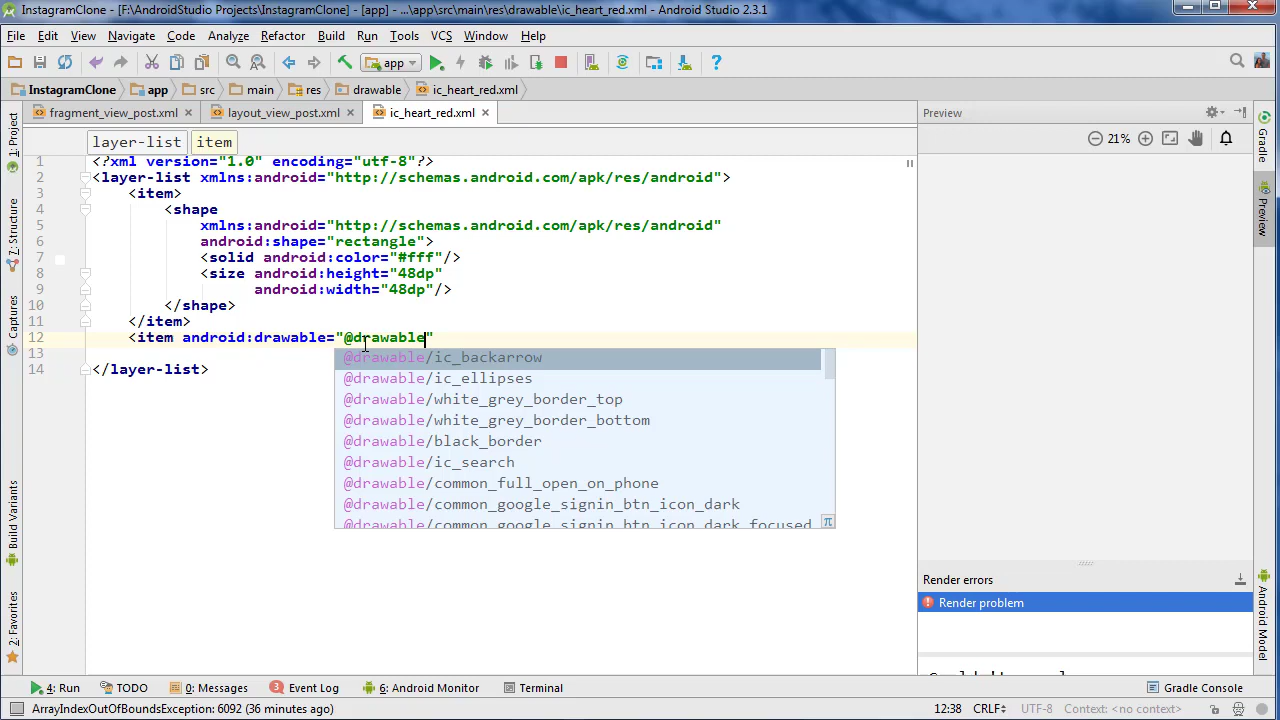 InstagramClone - [F:\AndroidStudio Projects\InstagramClone] - [app] - ...\app\src\main\res\drawable\ic_heart_red.xml - Android Studio 2.3.1
File Edit View Navigate Code Analyze Refactor Build Run Tools VCS Window Help
app
InstagramClone app src main res drawable ic_heart_red.xml
fragment_view_post.xml layout_view_post.xml ic_heart_red.xml
Preview
layer-list item
21%
1 <?xml version="1.0" encoding="utf-8"?>
2 <layer-list xmlns:android="http://schemas.android.com/apk/res/android">
3 <item>
4 <shape
5 xmlns:android="http://schemas.android.com/apk/res/android"
6 android:shape="rectangle">
7 <solid android:color="#fff"/>
8 <size android:height="48dp"
9 android:width="48dp"/>
10 </shape>
11 </item>
12 <item android:drawable="@drawable"
13
14 </layer-list>
@drawable/ic_backarrow
@drawable/ic_ellipses
@drawable/white_grey_border_top
@drawable/white_grey_border_bottom
@drawable/black_border
@drawable/ic_search
@drawable/common_full_open_on_phone
@drawable/common_google_signin_btn_icon_dark
@drawable/common_google_signin_btn_icon_dark_focused
π
1: Project
7: Structure
Captures
Build Variants
2: Favorites
Gradle
Preview
Android Model
Render errors
Render problem
4: Run TODO 0: Messages 3 Event Log 6: Android Monitor Terminal Gradle Console
ArrayIndexOutOfBoundsException: 6092 (36 minutes ago) 12:38 CRLF UTF-8 Context: <no context>